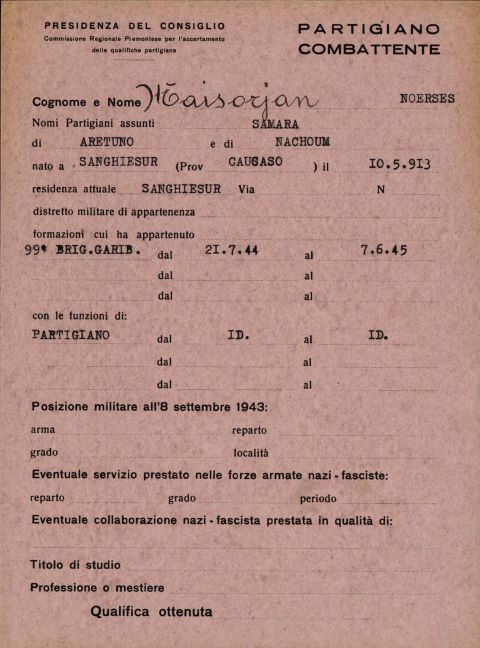 PRESIDENZA DEL CONSIGLIO
Commissione Regionale Piemontese per l'accertamento
delle qualifiche partigiane
PARTIGIANO
COMBATTENTE
Cognome e Nome Maisorjan NOERSES
Nomi Partigiani assunti SAMARA
di ARETUNO e di NACHOUM
nato a SANGHIESUR (Prov CAUSASO ) il 10.5.913
residenza attuale SANGHIESUR Via N
distretto militare di appartenenza
formazioni cui ha appartenuto
99ª BRIG.GARIB. dal 21.7.44 al 7.6.45
dal al
dal al
con le funzioni di:
PARTIGIANO dal ID. al ID.
dal al
dal al
Posizione militare all'8 settembre 1943:
arma reparto
grado località
Eventuale servizio prestato nelle forze armate nazi-fasciste:
reparto grado periodo
Eventuale collaborazione nazi-fascista prestata in qualità di:
Titolo di studio
Professione o mestiere
Qualifica ottenuta